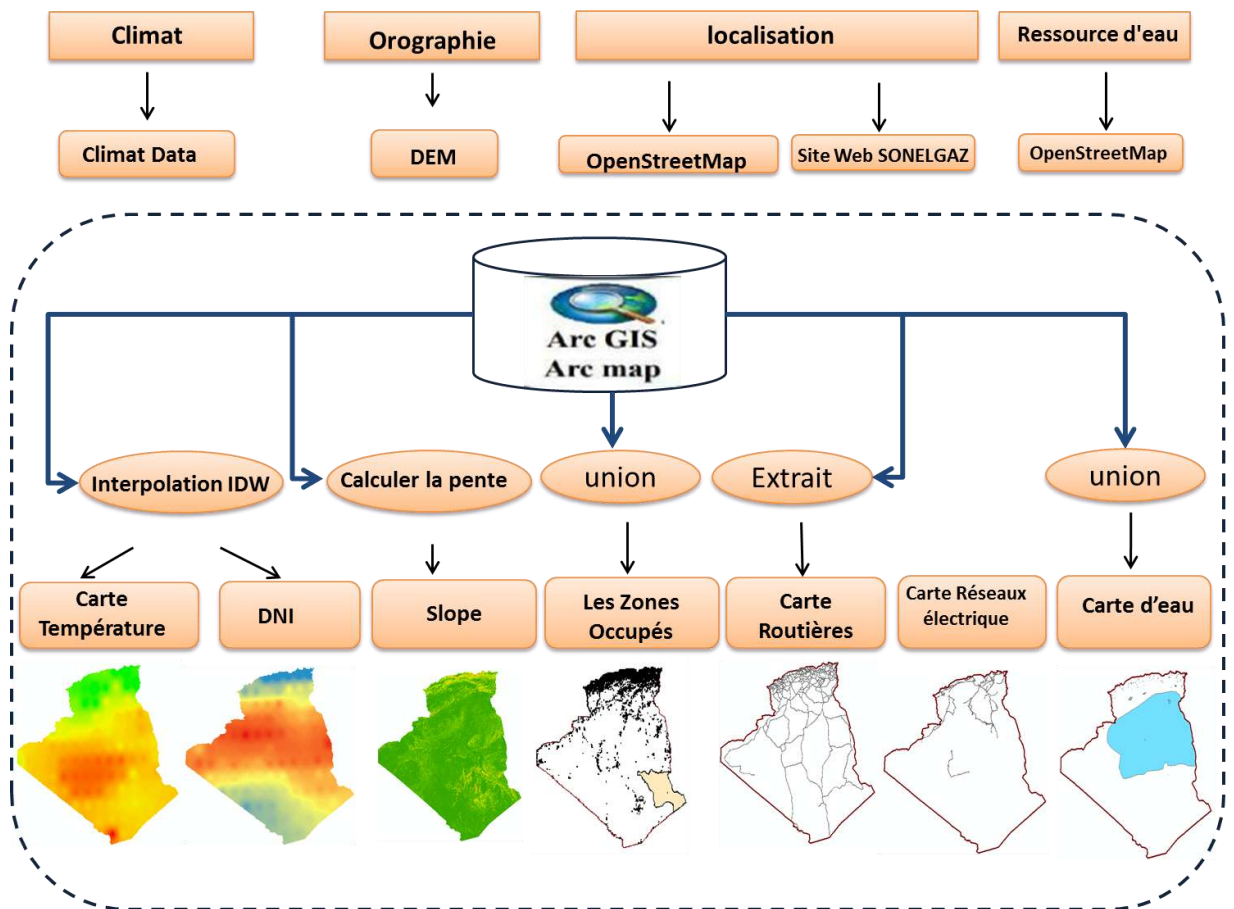 Climat
Orographie
localisation
Ressource d'eau
Climat Data
DEM
OpenStreetMap
Site Web SONELGAZ
OpenStreetMap
Arc GIS
Arc map
Interpolation IDW
Calculer la pente
union
Extrait
union
Carte
Température
DNI
Slope
Les Zones
Occupés
Carte
Routières
Carte Réseaux
électrique
Carte d’eau